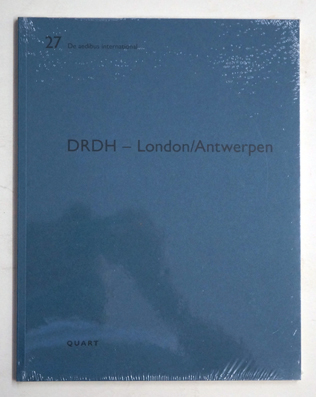 27 De aedibus international
DRDH – London/Antwerpen
QUART